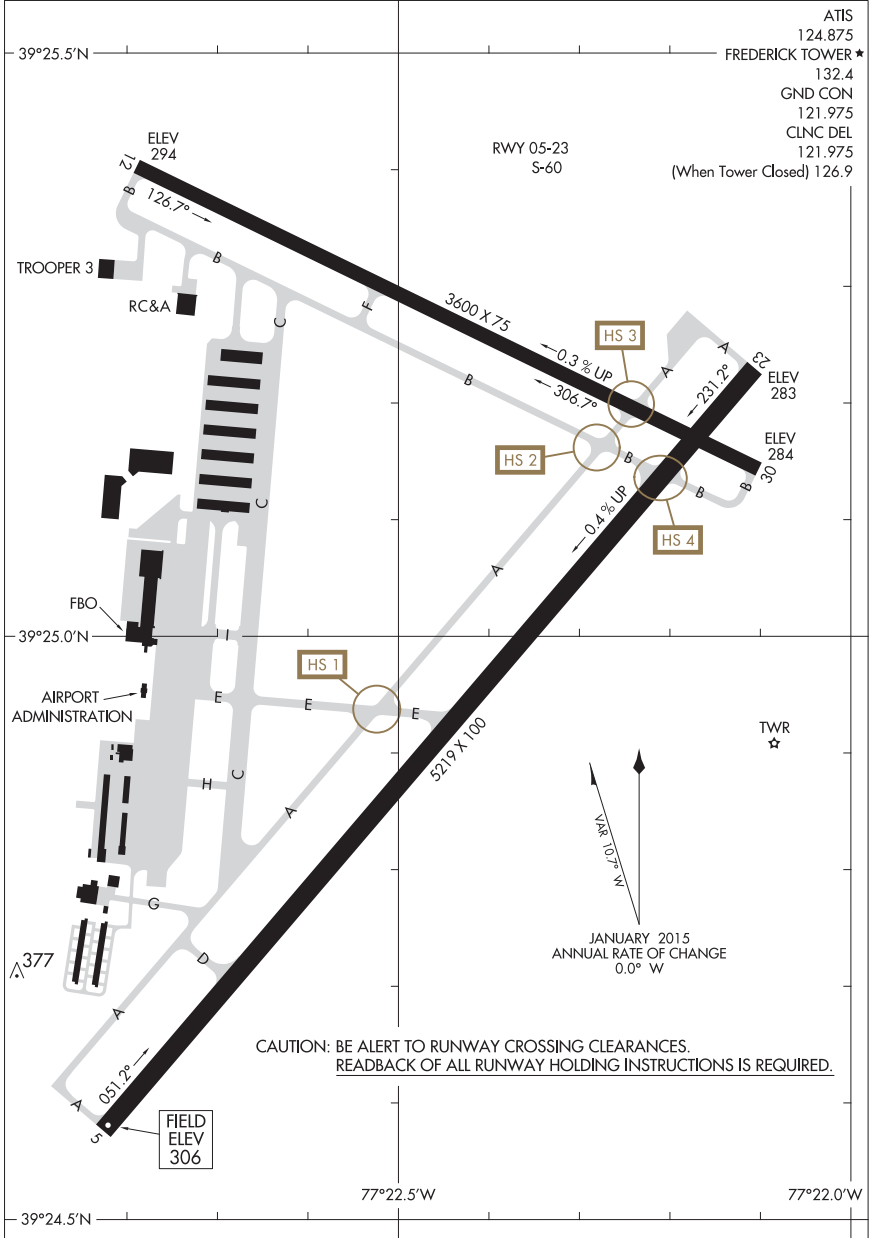 ATIS
124.875
39°25.5'N
FREDERICK TOWER ★
132.4
GND CON
121.975
CLNC DEL
121.975
(When Tower Closed) 126.9
RWY 05-23
S-60
ELEV
294
12
B
126.7°
TROOPER 3
B
RC&A
C
F
3600 X 75
HS 3
A
0.3 % UP
A
23
306.7°
B
231.2°
ELEV
283
ELEV
284
HS 2
B
B
B
30
C
0.4 % UP
HS 4
A
FBO
39°25.0'N
I
HS 1
AIRPORT
ADMINISTRATION
E
E
E
5219 X 100
TWR
H
C
A
VAR 10.7° W
G
JANUARY 2015
ANNUAL RATE OF CHANGE
0.0° W
377
D
A
CAUTION: BE ALERT TO RUNWAY CROSSING CLEARANCES.
READBACK OF ALL RUNWAY HOLDING INSTRUCTIONS IS REQUIRED.
051.2°
A
5
FIELD
ELEV
306
77°22.5'W
77°22.0'W
39°24.5'N